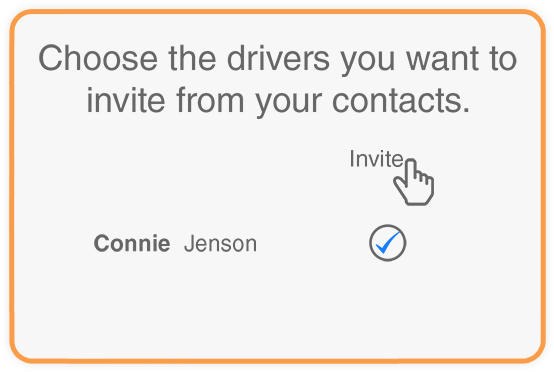 Choose the drivers you want to
invite from your contacts.
Invite
Connie Jenson